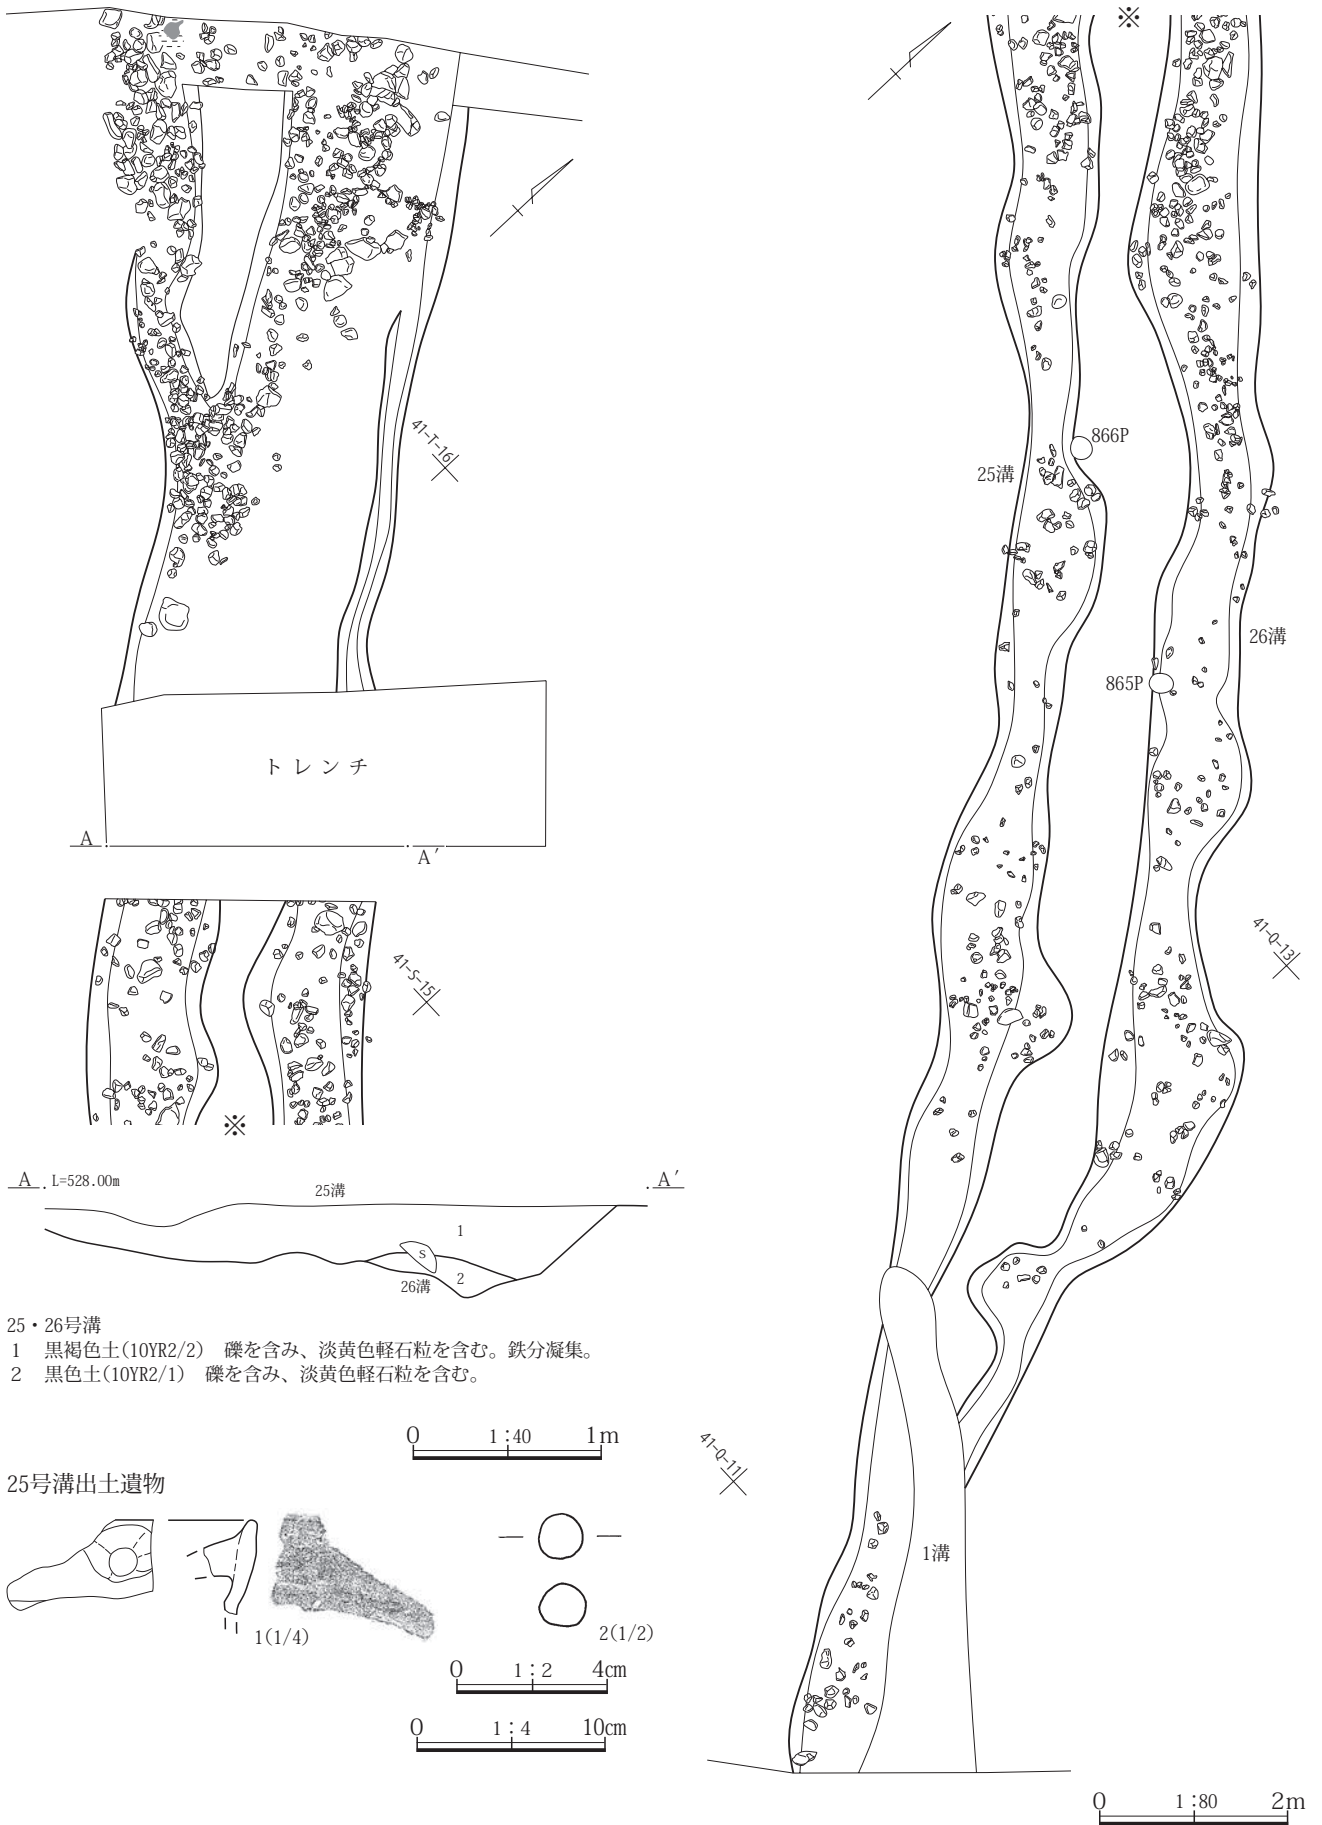 ※
866P
41-T-16
25溝
26溝
865P
トレンチ
A
A′
41-Q-13
41-S-15
※
A L=528.00m
25溝
A′
1
S
2
26溝
25・26号溝
1 黒褐色土(10YR2/2) 礫を含み、淡黄色軽石粒を含む。鉄分凝集。
2 黒色土(10YR2/1) 礫を含み、淡黄色軽石粒を含む。
0 1:40 1m
41-Q-11
25号溝出土遺物
1溝
1(1/4)
2(1/2)
0 1:2 4cm
0 1:4 10cm
0 1:80 2m